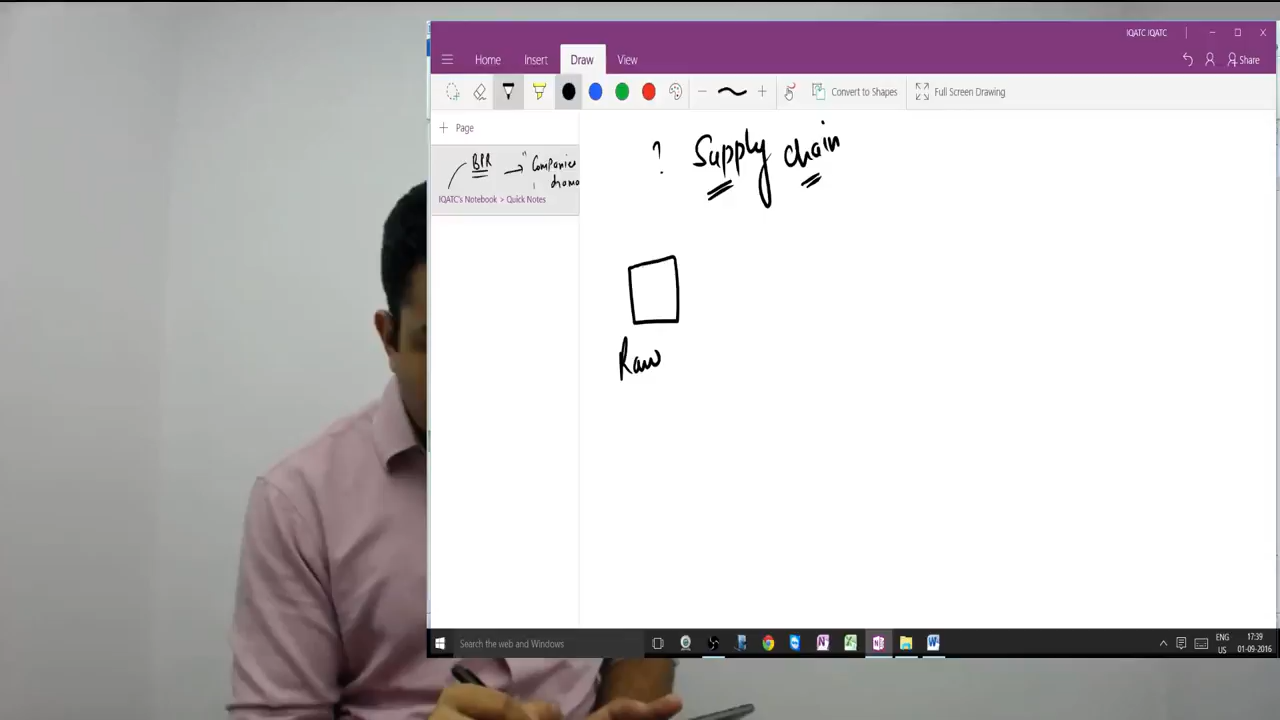 IQATC IQATC
Home Insert Draw View Share
Convert to Shapes Full Screen Drawing
+ Page
BPR → "Companies
drama
IQATC's Notebook > Quick Notes
? Supply chain
Raw
Search the web and Windows
ENG 17:39
US 01-09-2016